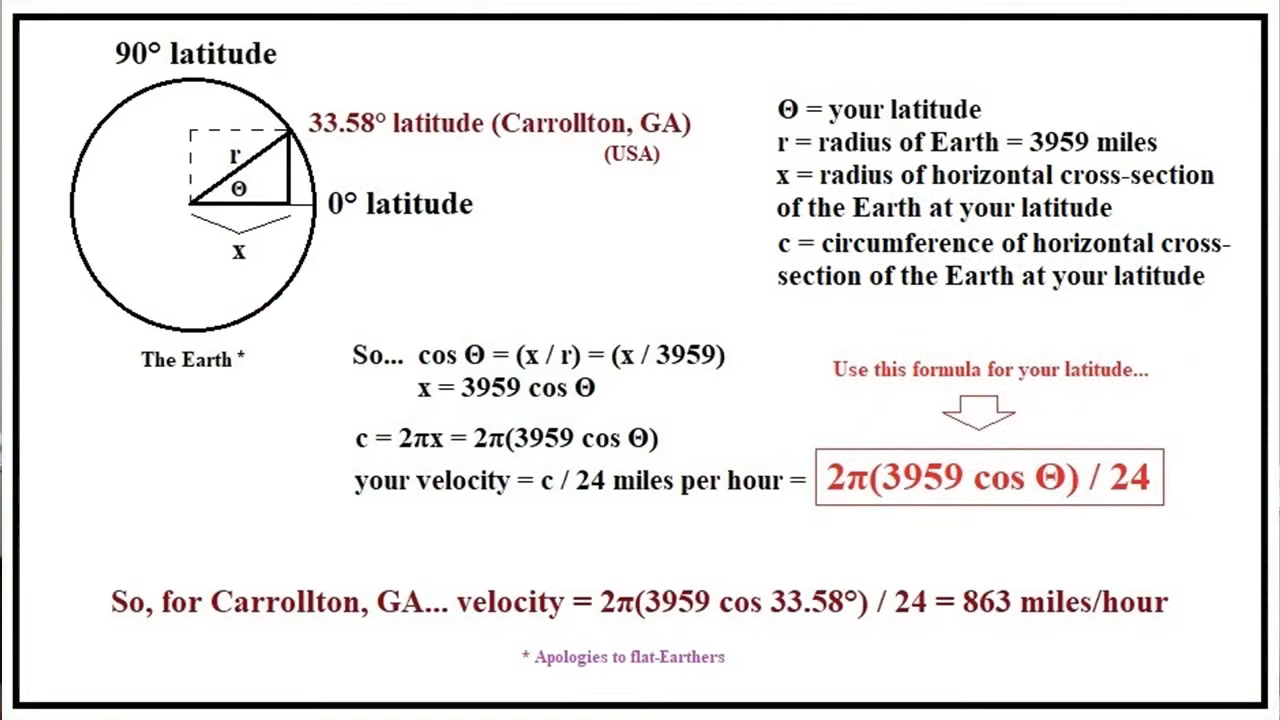 90° latitude
33.58° latitude (Carrollton, GA)
(USA)
r
Θ
0° latitude
x
The Earth *
Θ = your latitude
r = radius of Earth = 3959 miles
x = radius of horizontal cross-section
of the Earth at your latitude
c = circumference of horizontal cross-
section of the Earth at your latitude
So... cos Θ = (x / r) = (x / 3959)
x = 3959 cos Θ
c = 2πx = 2π(3959 cos Θ)
your velocity = c / 24 miles per hour =
Use this formula for your latitude...
2π(3959 cos Θ) / 24
So, for Carrollton, GA... velocity = 2π(3959 cos 33.58°) / 24 = 863 miles/hour
* Apologies to flat-Earthers